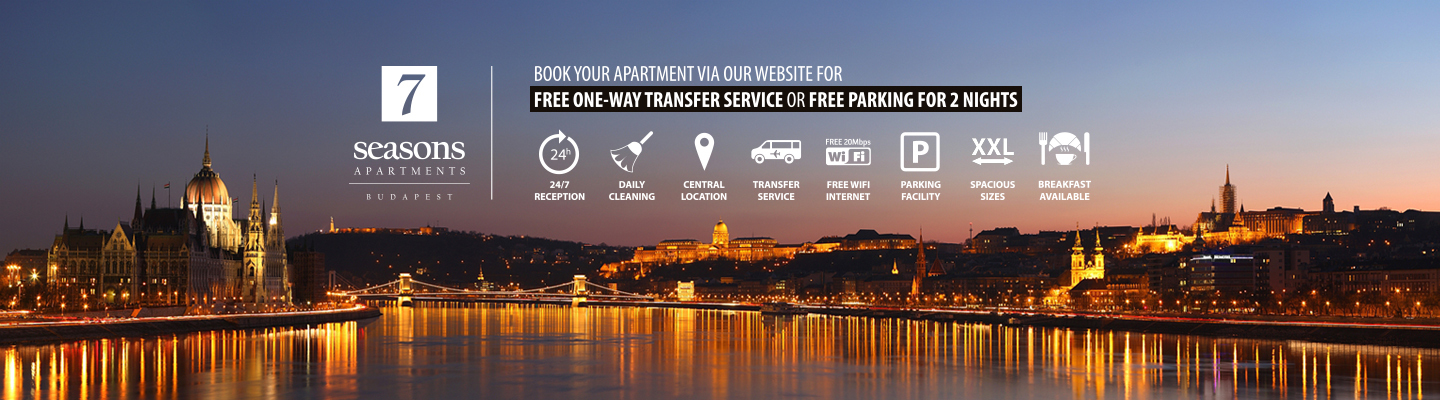 7
seasons
APARTMENTS
BUDAPEST
BOOK YOUR APARTMENT VIA OUR WEBSITE FOR
FREE ONE-WAY TRANSFER SERVICE OR FREE PARKING FOR 2 NIGHTS
24h
24/7
RECEPTION
DAILY
CLEANING
CENTRAL
LOCATION
TRANSFER
SERVICE
FREE 20Mbps
WiFi
FREE WIFI
INTERNET
P
PARKING
FACILITY
XXL
SPACIOUS
SIZES
BREAKFAST
AVAILABLE